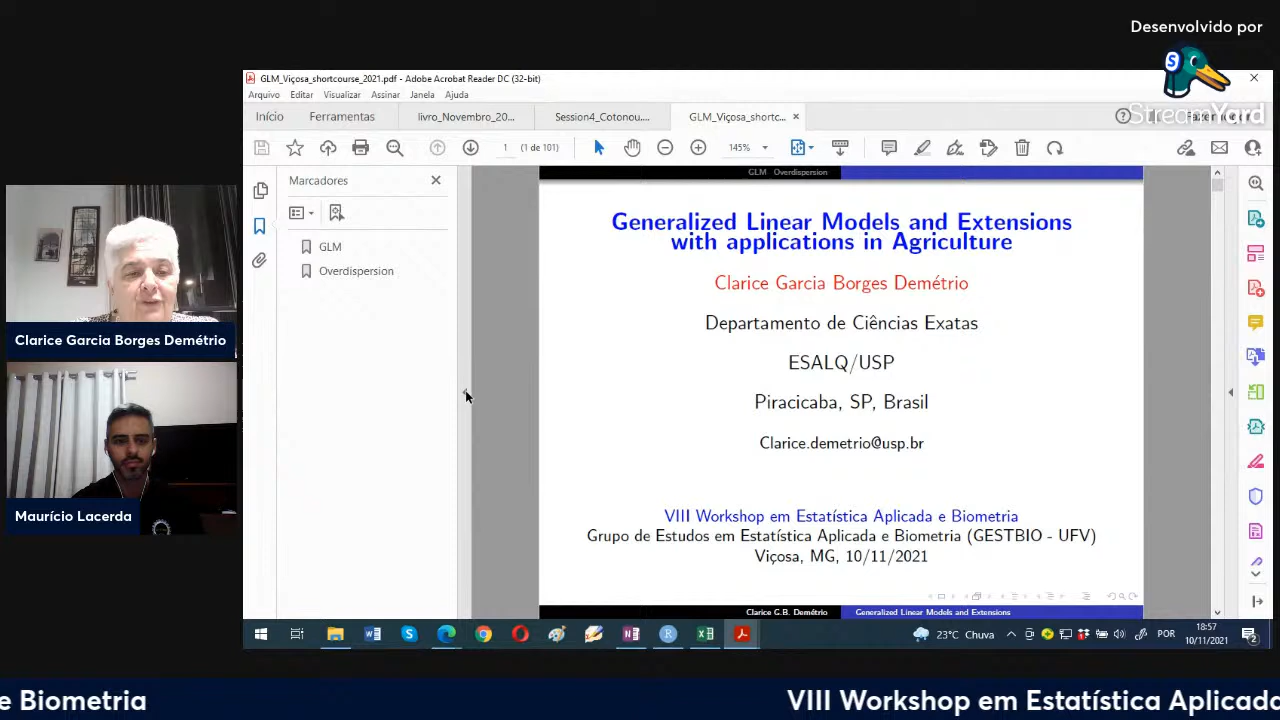 Desenvolvido por
S
StreamYard
GLM_Viçosa_shortcourse_2021.pdf - Adobe Acrobat Reader DC (32-bit)
Arquivo Editar Visualizar Assinar Janela Ajuda
Início Ferramentas livro_Novembro_20... Session4_Cotonou.... GLM_Viçosa_shortc...
1 (1 de 101) 145%
Marcadores
GLM
Overdispersion
GLM Overdispersion
Generalized Linear Models and Extensions
with applications in Agriculture
Clarice Garcia Borges Demétrio
Departamento de Ciências Exatas
ESALQ/USP
Piracicaba, SP, Brasil
Clarice.demetrio@usp.br
VIII Workshop em Estatística Aplicada e Biometria
Grupo de Estudos em Estatística Aplicada e Biometria (GESTBIO - UFV)
Viçosa, MG, 10/11/2021
Clarice G.B. Demétrio Generalized Linear Models and Extensions
Clarice Garcia Borges Demétrio
Maurício Lacerda
23°C Chuva POR 18:57
10/11/2021 2
e Biometria VIII Workshop em Estatística Aplicada